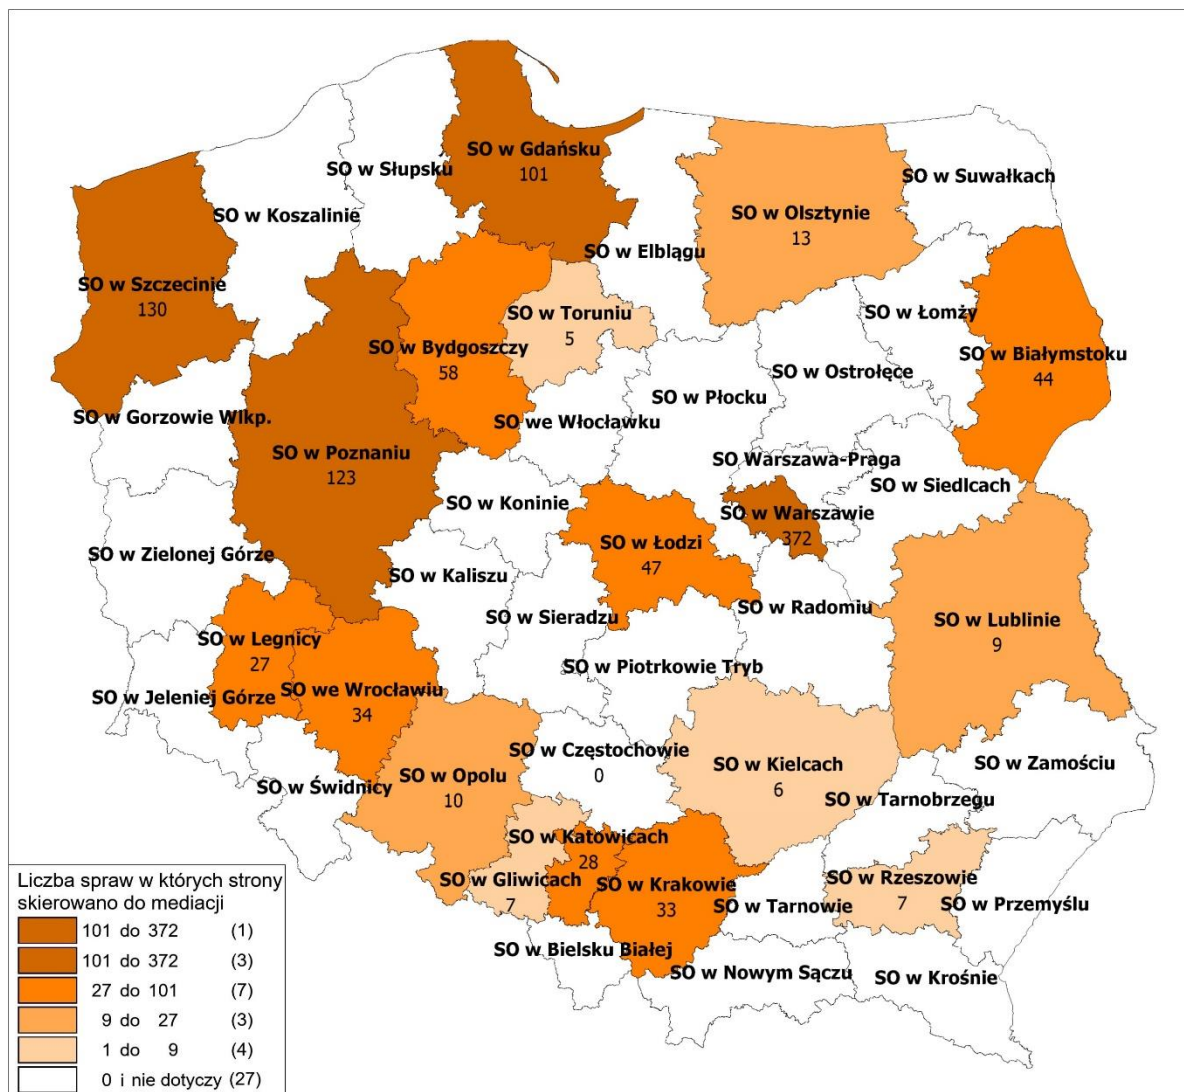 SO w Gdańsku
101
SO w Słupsku
SO w Suwałkach
SO w Koszalinie
SO w Olsztynie
13
SO w Elblągu
SO w Szczecinie
130
SO w Toruniu
5
SO w Łomży
SO w Bydgoszczy
58
SO w Białymstoku
44
SO w Ostrołęce
SO w Płocku
SO w Gorzowie Wlkp.
SO we Włocławku
SO w Poznaniu
123
SO Warszawa-Praga
SO w Siedlcach
SO w Koninie
SO w Warszawie
372
SO w Łodzi
47
SO w Zielonej Górze
SO w Kaliszu
SO w Radomiu
SO w Sieradzu
SO w Lublinie
9
SO w Legnicy
27
SO w Piotrkowie Tryb
SO w Jeleniej Górze
SO we Wrocławiu
34
SO w Częstochowie
0
SO w Kielcach
6
SO w Zamościu
SO w Opolu
10
SO w Świdnicy
SO w Tarnobrzegu
SO w Katowicach
28
SO w Gliwicach
7
SO w Krakowie
33
SO w Rzeszowie
7
SO w Tarnowie
SO w Przemyślu
SO w Bielsku Białej
SO w Nowym Sączu
SO w Krośnie
Liczba spraw w których strony
skierowano do mediacji
101 do 372 (1)
101 do 372 (3)
27 do 101 (7)
9 do 27 (3)
1 do 9 (4)
0 i nie dotyczy (27)